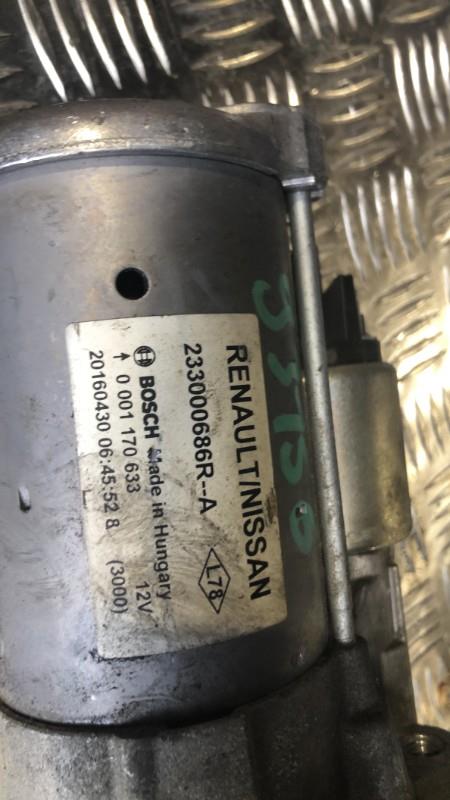 RENAULT/NISSAN
233000686R--A
L78
BOSCH Made in Hungary 12V
0 001 170 633
20160430 06:45:52 8 (3000)